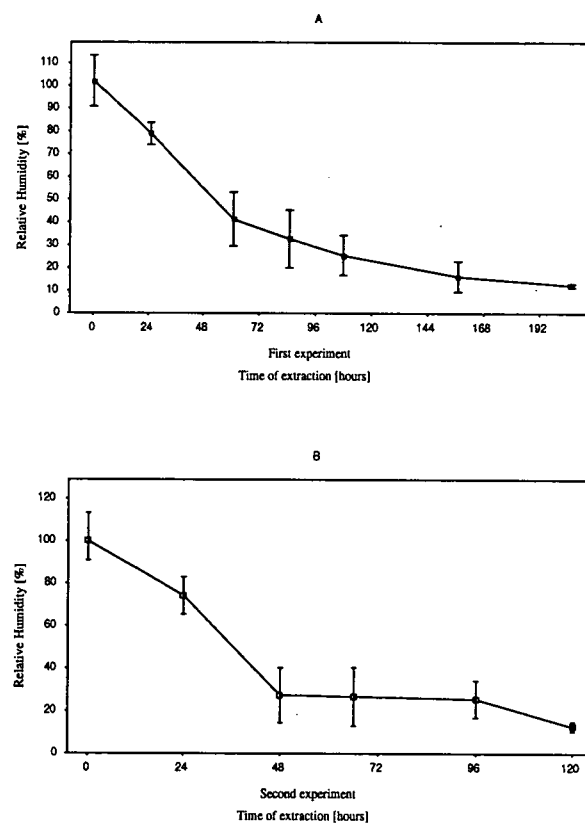 A
Relative Humidity [%]
110
100
90
80
70
60
50
40
30
20
10
0
0 24 48 72 96 120 144 168 192
First experiment
Time of extraction [hours]
B
Relative Humidity [%]
120
100
80
60
40
20
0
0 24 48 72 96 120
Second experiment
Time of extraction [hours]